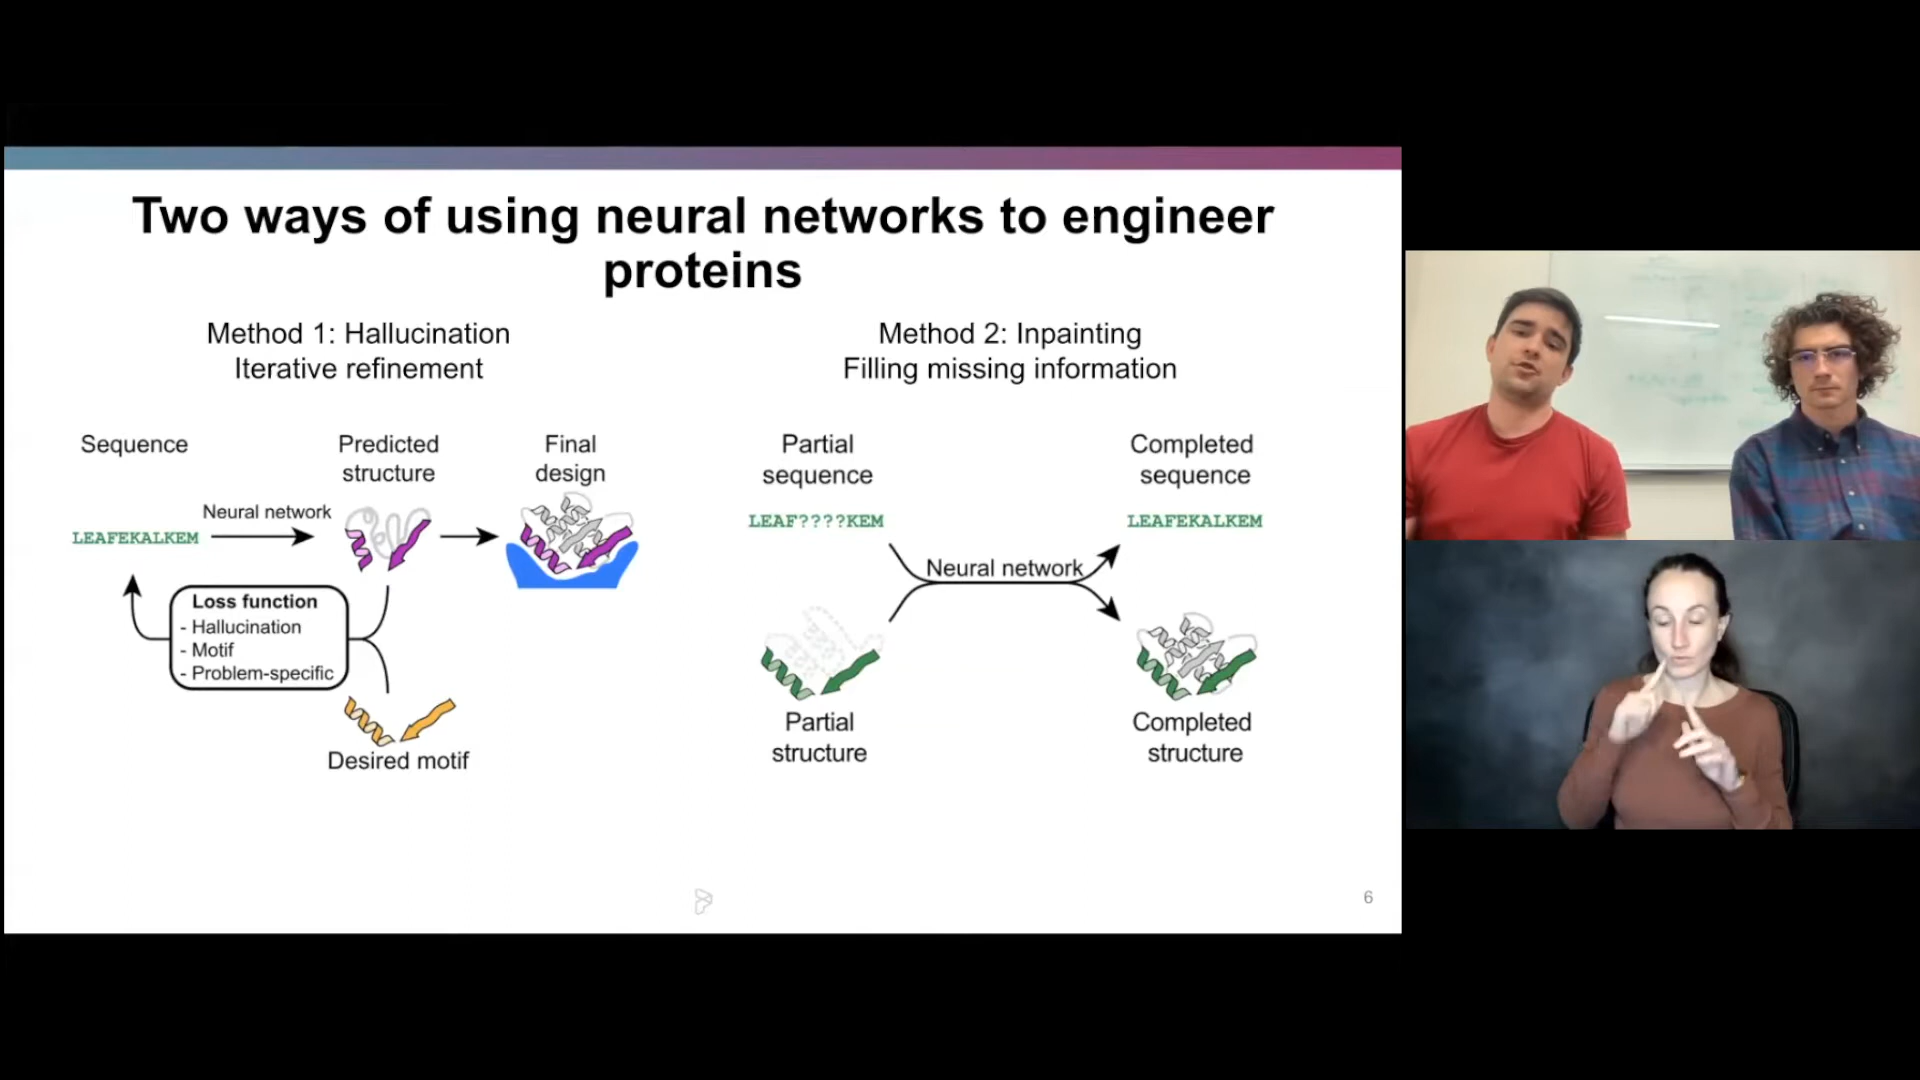 Two ways of using neural networks to engineer
proteins
Method 1: Hallucination
Iterative refinement
Sequence
Predicted
structure
Final
design
Neural network
LEAFEKALKEM
Loss function
- Hallucination
- Motif
- Problem-specific
Desired motif
Method 2: Inpainting
Filling missing information
Partial
sequence
Completed
sequence
LEAF????KEM
LEAFEKALKEM
Neural network
Partial
structure
Completed
structure
6